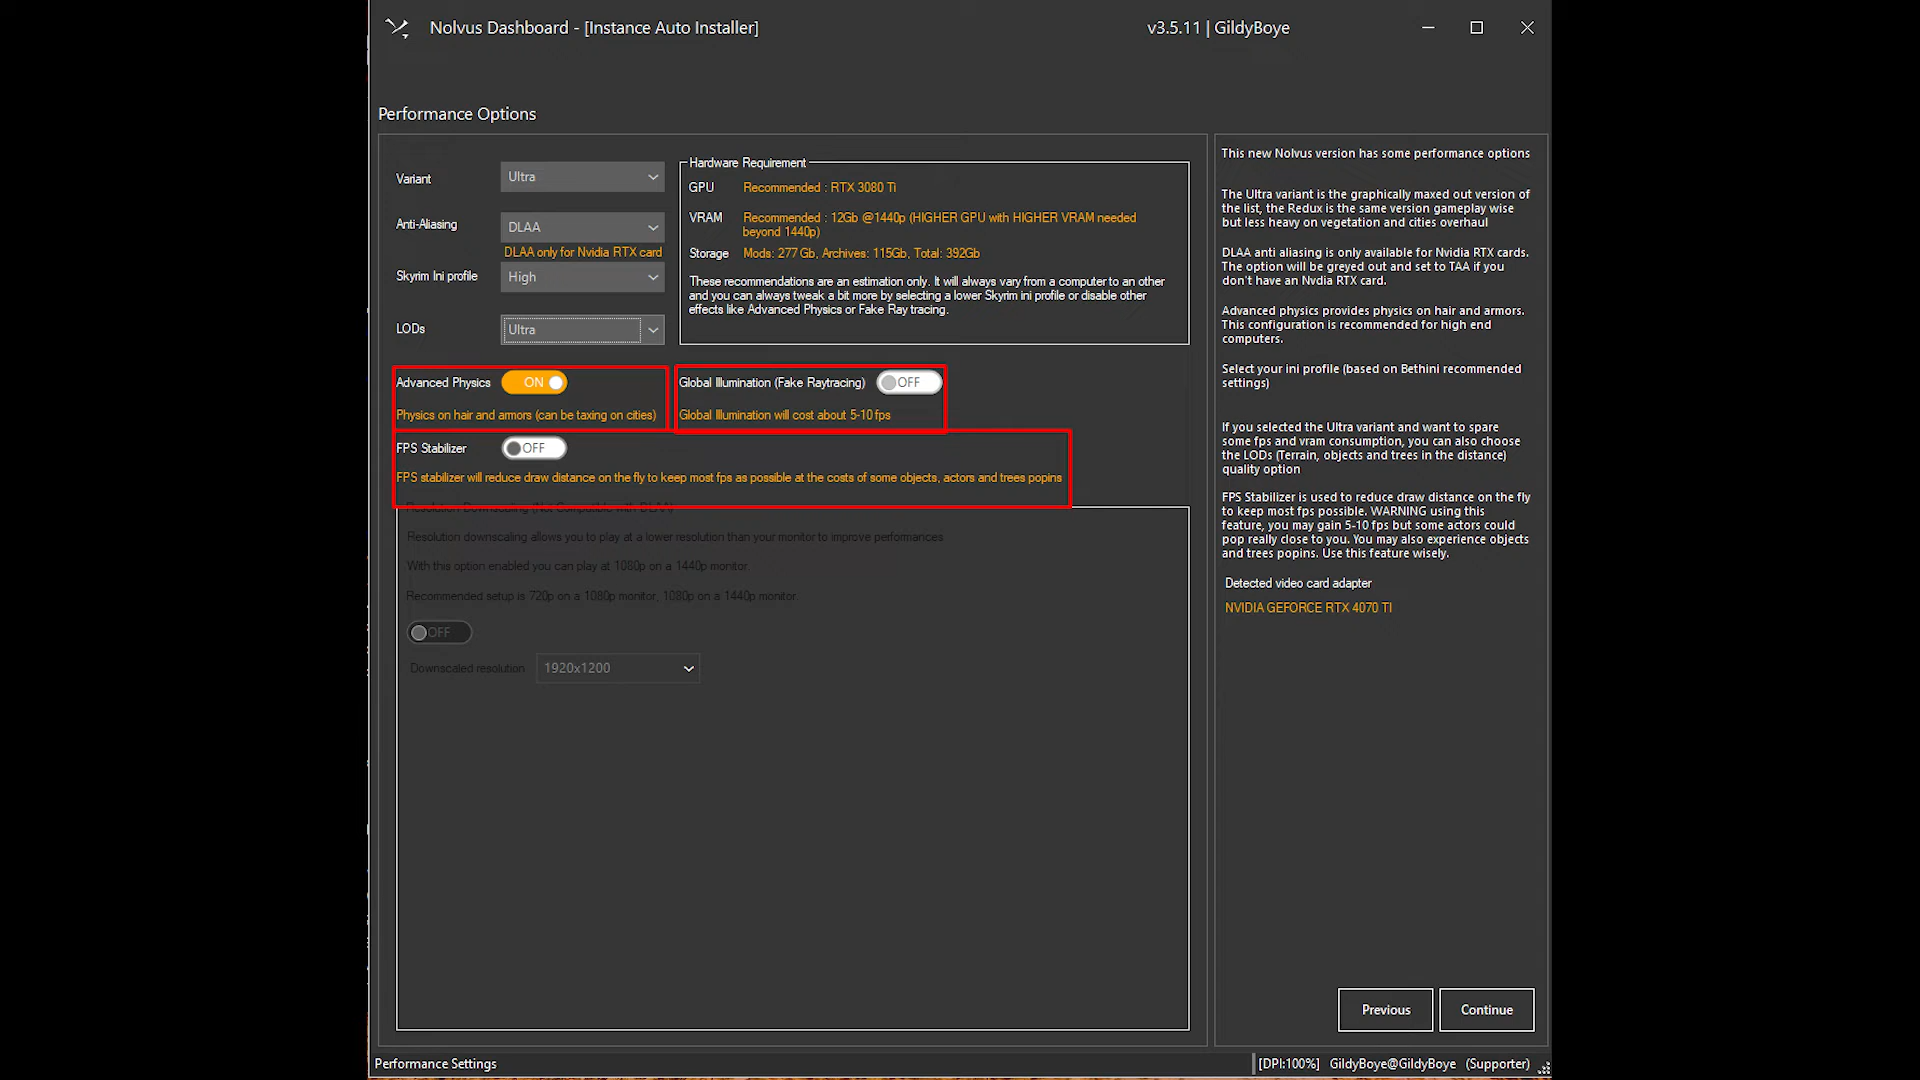 Nolvus Dashboard - [Instance Auto Installer]
v3.5.11 | GildyBoye
Performance Options
Variant
Ultra
Anti-Aliasing
DLAA
DLAA only for Nvidia RTX card
Skyrim Ini profile
High
LODs
Ultra
Hardware Requirement
GPU
Recommended : RTX 3080 Ti
VRAM
Recommended : 12Gb @1440p (HIGHER GPU with HIGHER VRAM needed
beyond 1440p)
Storage
Mods: 277 Gb, Archives: 115Gb, Total: 392Gb
These recommendations are an estimation only. It will always vary from a computer to an other
and you can always tweak a bit more by selecting a lower Skyrim ini profile or disable other
effects like Advanced Physics or Fake Ray tracing.
Advanced Physics
ON
Physics on hair and armors (can be taxing on cities)
Global Illumination (Fake Raytracing)
OFF
Global Illumination will cost about 5-10 fps
FPS Stabilizer
OFF
FPS stabilizer will reduce draw distance on the fly to keep most fps as possible at the costs of some objects, actors and trees popins
Resolution Downscaling (Not Compatible with DLAA)
Resolution downscaling allows you to play at a lower resolution than your monitor to improve performances
With this option enabled you can play at 1080p on a 1440p monitor
Recommended setup is 720p on a 1080p monitor, 1080p on a 1440p monitor.
OFF
Downscaled resolution
1920x1200
This new Nolvus version has some performance options
The Ultra variant is the graphically maxed out version of
the list, the Redux is the same version gameplay wise
but less heavy on vegetation and cities overhaul
DLAA anti aliasing is only available for Nvidia RTX cards.
The option will be greyed out and set to TAA if you
don't have an Nvdia RTX card.
Advanced physics provides physics on hair and armors.
This configuration is recommended for high end
computers.
Select your ini profile (based on Bethini recommended
settings)
If you selected the Ultra variant and want to spare
some fps and vram consumption, you can also choose
the LODs (Terrain, objects and trees in the distance)
quality option
FPS Stabilizer is used to reduce draw distance on the fly
to keep most fps possible. WARNING using this
feature, you may gain 5-10 fps but some actors could
pop really close to you. You may also experience objects
and trees popins. Use this feature wisely.
Detected video card adapter
NVIDIA GEFORCE RTX 4070 TI
Previous
Continue
Performance Settings
[DPI:100%]
GildyBoye@GildyBoye
(Supporter)